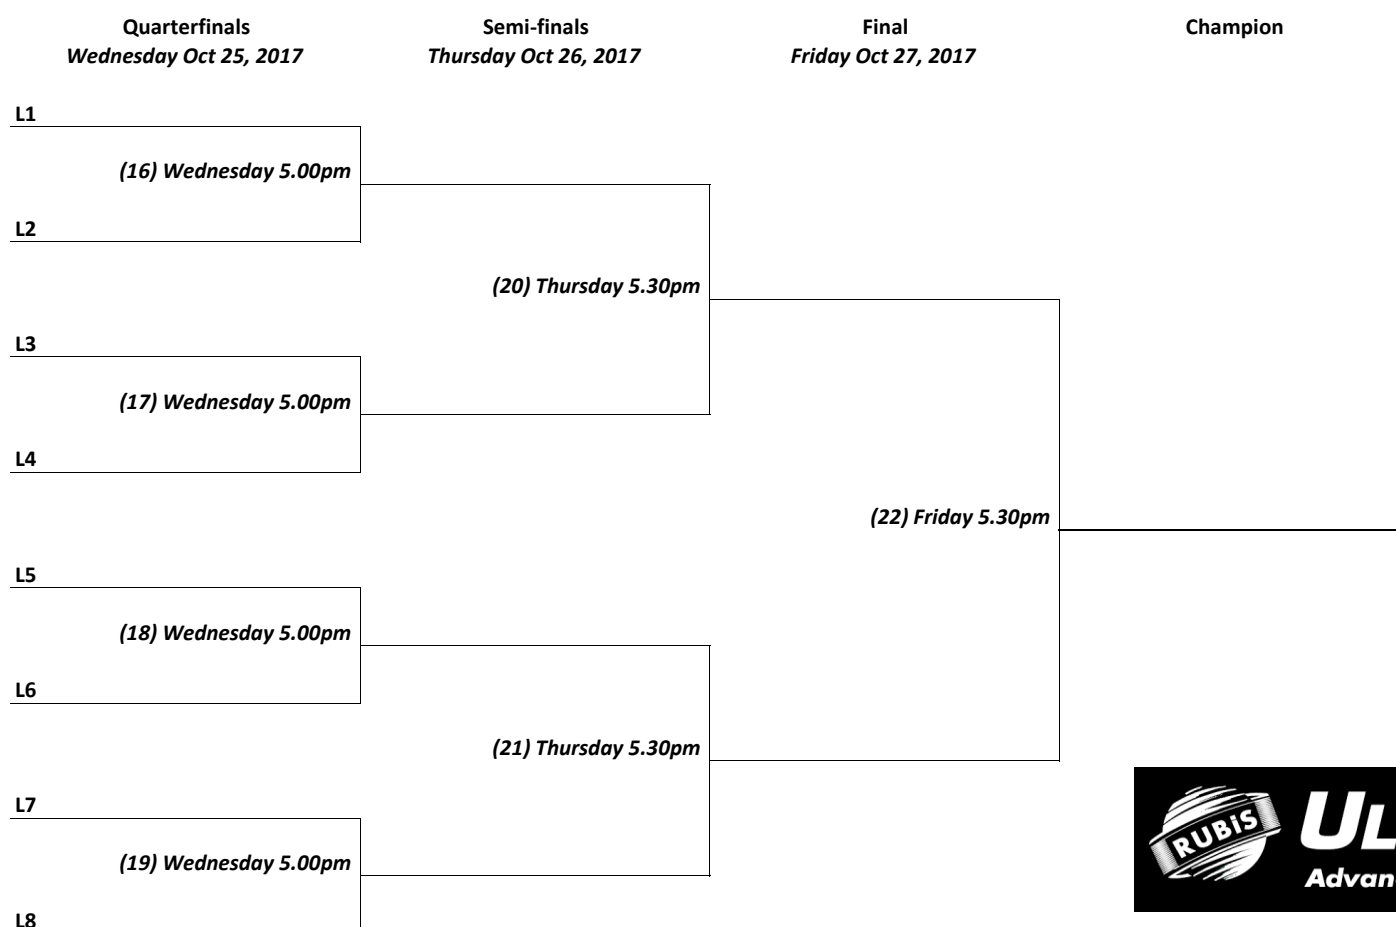 Quarterfinals Semi-finals Final Champion
Wednesday Oct 25, 2017 Thursday Oct 26, 2017 Friday Oct 27, 2017
L1
(16) Wednesday 5.00pm
L2
(20) Thursday 5.30pm
L3
(17) Wednesday 5.00pm
L4
(22) Friday 5.30pm
L5
(18) Wednesday 5.00pm
L6
(21) Thursday 5.30pm
L7
(19) Wednesday 5.00pm
L8
RUBiS